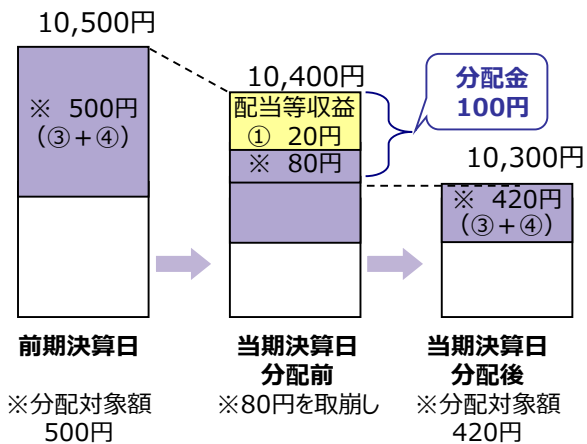 10,500円
※ 500円
(③+④)
10,400円
配当等収益
① 20円
※ 80円
分配金
100円
10,300円
※ 420円
(③+④)
前期決算日
※分配対象額
500円
当期決算日
分配前
※80円を取崩し
当期決算日
分配後
※分配対象額
420円